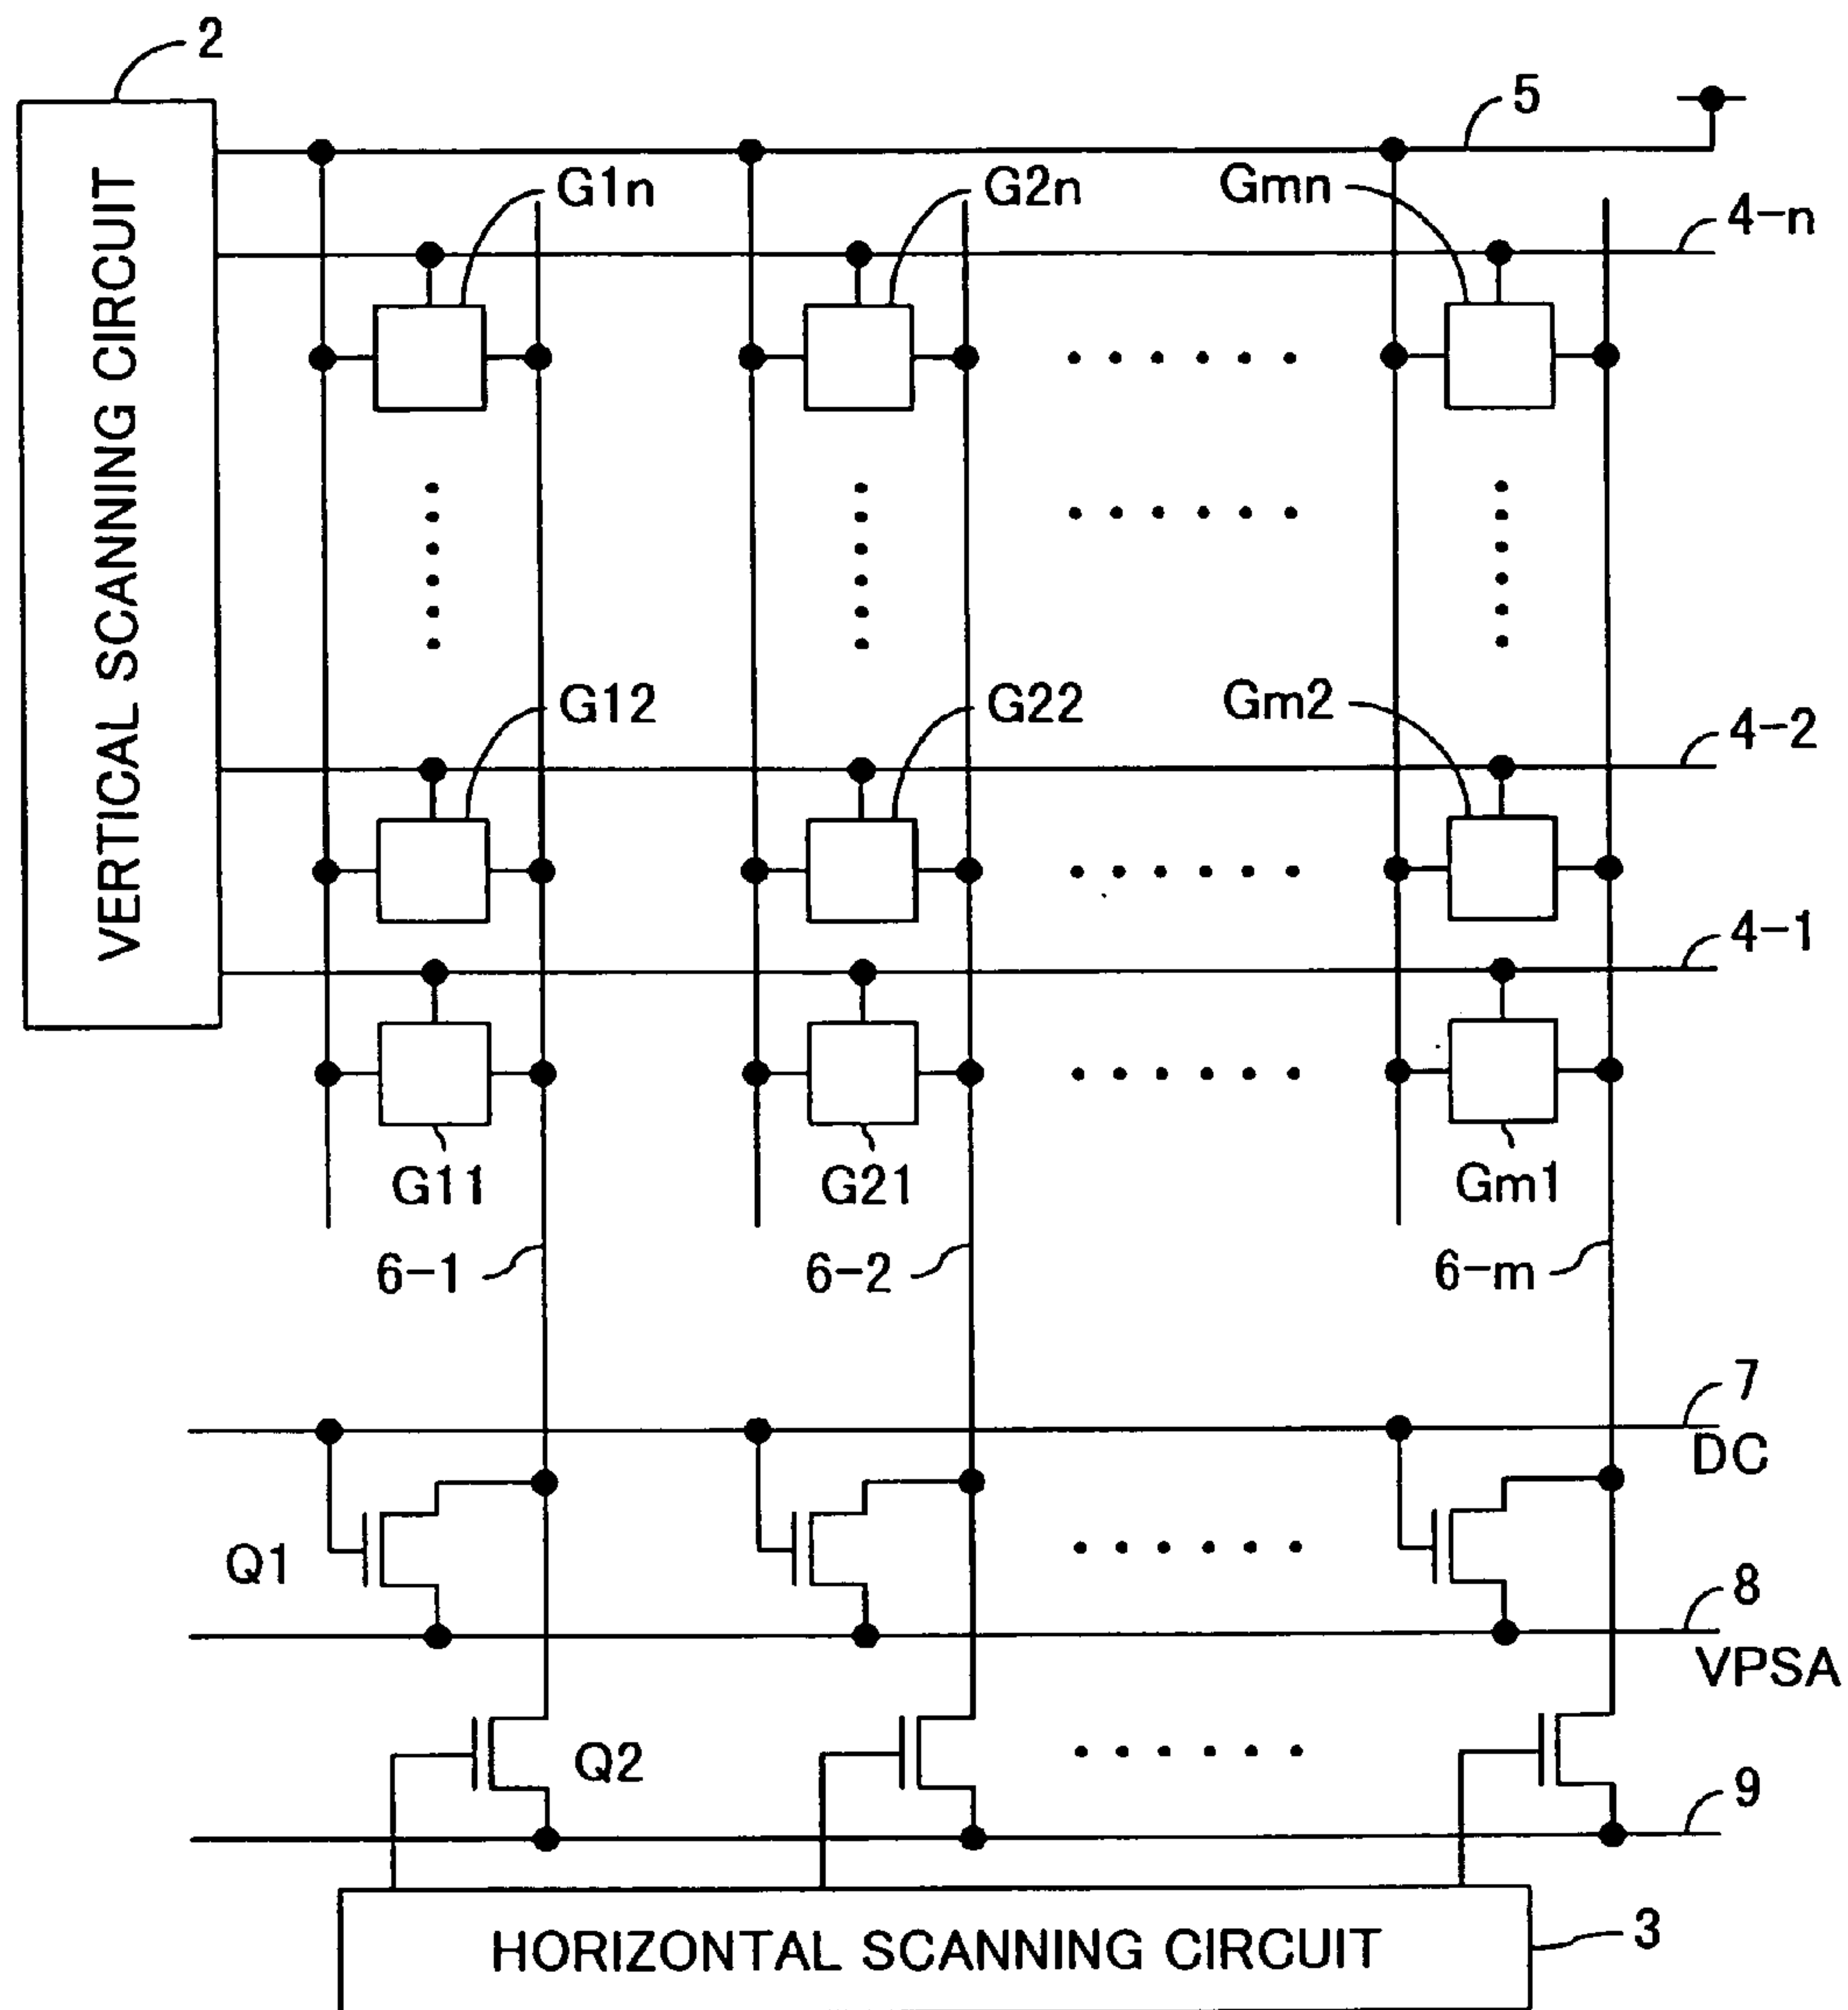 2
5
G1n
G2n
Gmn
4-n
VERTICAL SCANNING CIRCUIT
G12
G22
Gm2
4-2
4-1
G11
G21
Gm1
6-1
6-2
6-m
7
DC
Q1
8
VPSA
Q2
9
HORIZONTAL SCANNING CIRCUIT
3